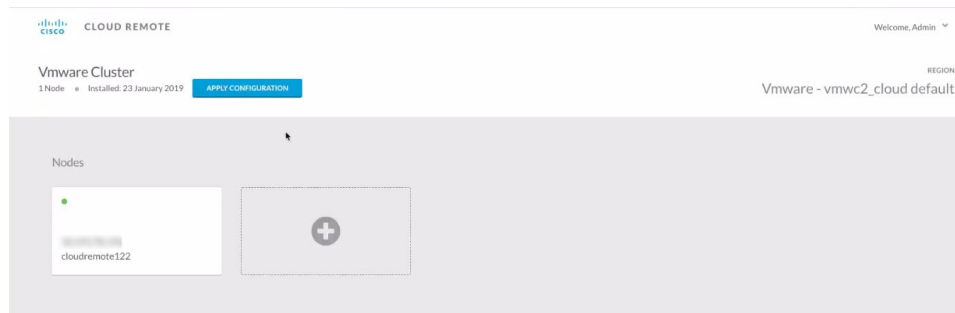 CISCO CLOUD REMOTE
Welcome, Admin
Vmware Cluster
1 Node Installed: 23 January 2019 APPLY CONFIGURATION
REGION
Vmware - vmwc2_cloud default
Nodes
cloudremote122